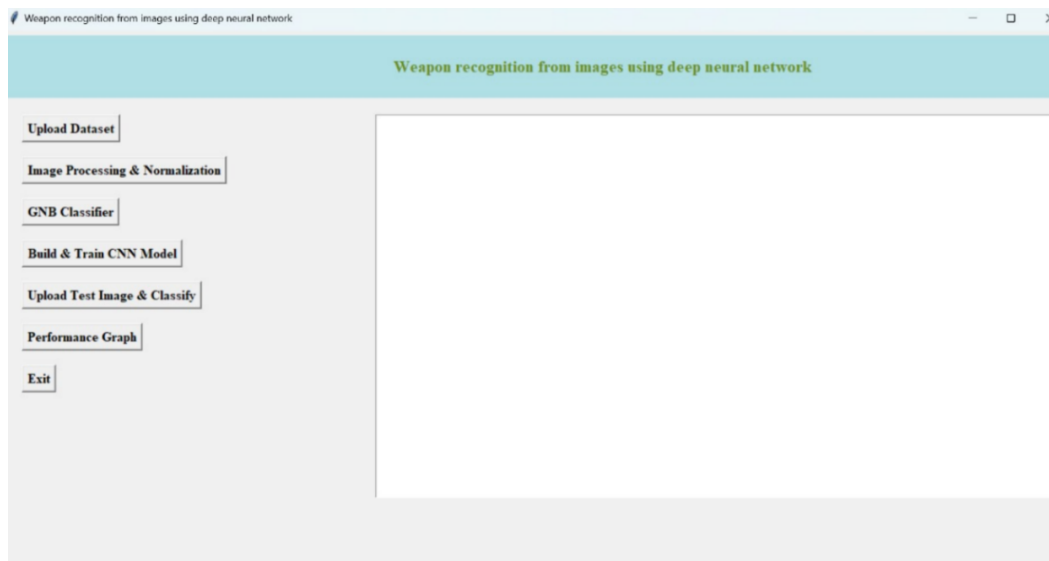 Weapon recognition from images using deep neural network
Weapon recognition from images using deep neural network
Upload Dataset
Image Processing & Normalization
GNB Classifier
Build & Train CNN Model
Upload Test Image & Classify
Performance Graph
Exit